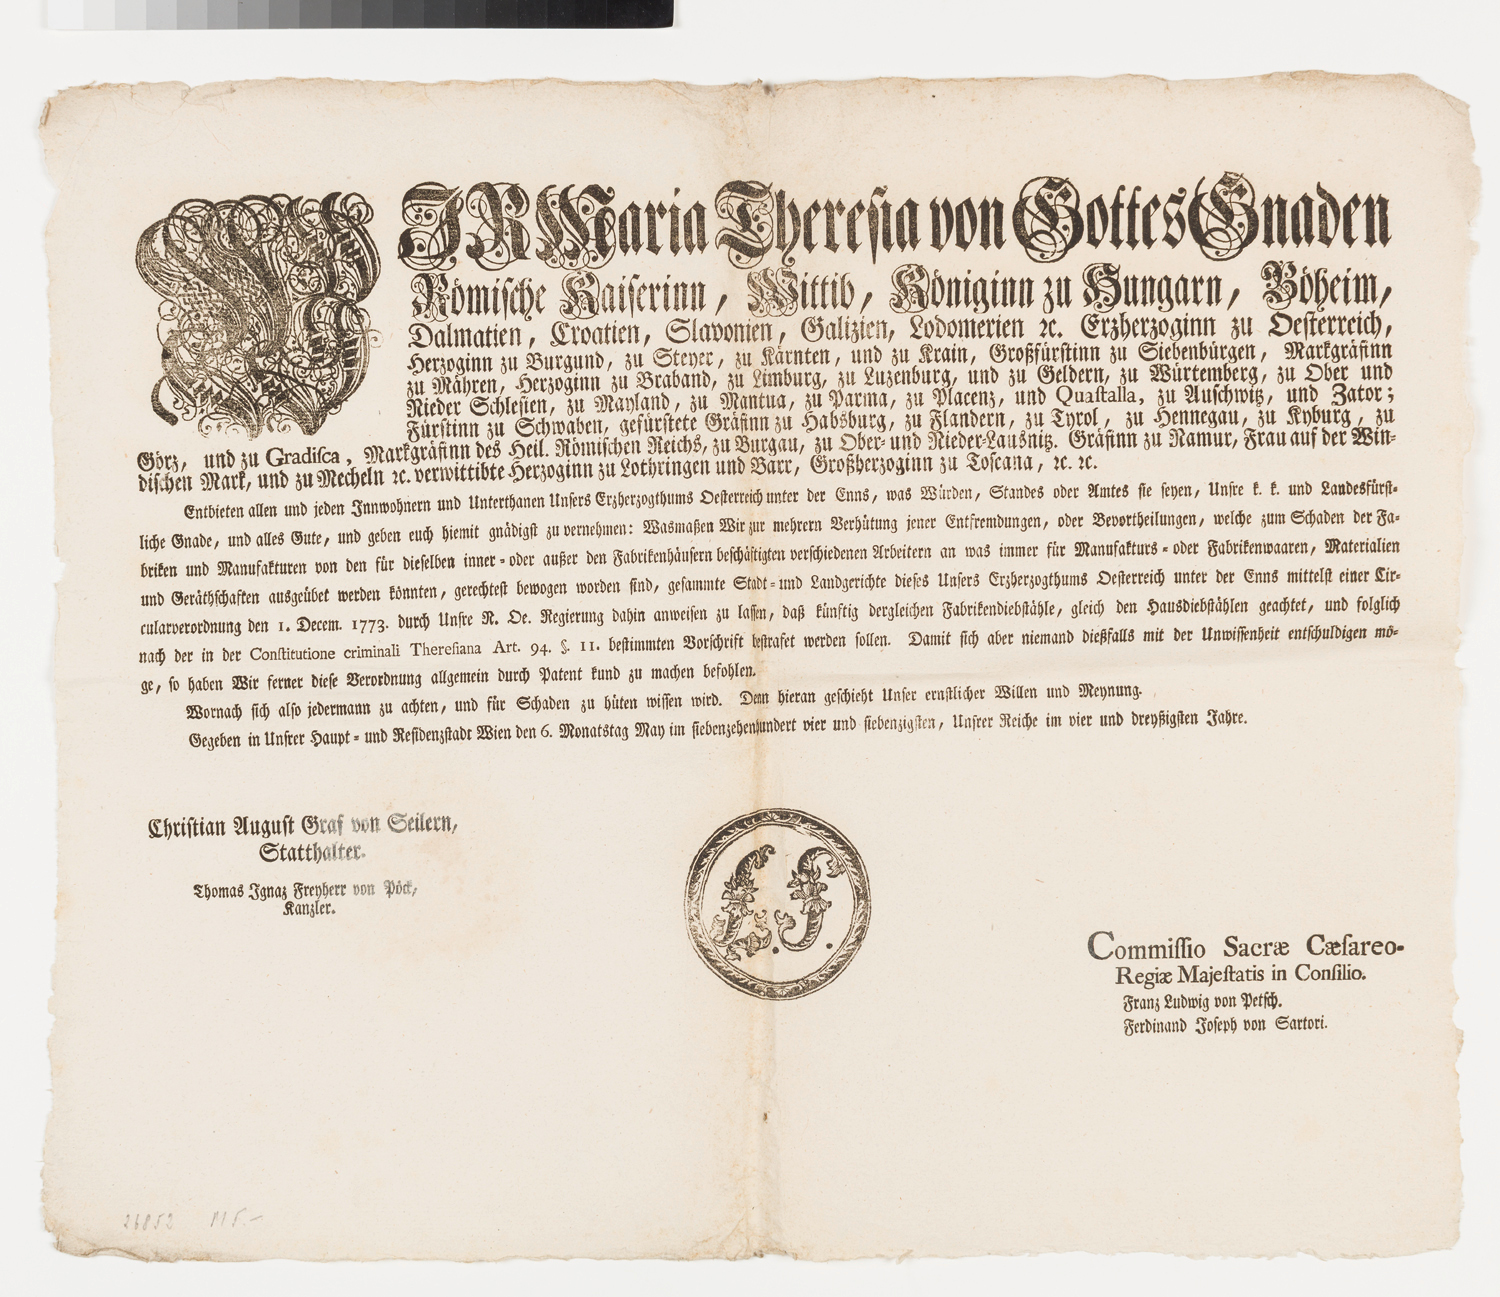 WIR Maria Theresia von Gottes Gnaden
Römische Kaiserinn, Wittib, Königinn zu Hungarn, Böheim,
Dalmatien, Croatien, Slavonien, Galizien, Lodomerien ꝛc. Erzherzoginn zu Oesterreich,
Herzoginn zu Burgund, zu Steyer, zu Kärnten, und zu Krain, Großfürstinn zu Siebenbürgen, Markgräfinn
zu Mähren, Herzoginn zu Braband, zu Limburg, zu Luzenburg, und zu Geldern, zu Würtemberg, zu Ober und
Nieder Schlesien, zu Mayland, zu Mantua, zu Parma, zu Placenz, und Quastalla, zu Auschwitz, und Zator;
Fürstinn zu Schwaben, gefürstete Gräfinn zu Habsburg, zu Flandern, zu Tyrol, zu Hennegau, zu Kyburg, zu
Görz, und zu Gradisca, Markgräfinn des Heil. Römischen Reichs, zu Burgau, zu Ober- und Nieder-Lausnitz. Gräfinn zu Namur, Frau auf der Win-
dischen Mark, und zu Mecheln ꝛc. verwittibte Herzoginn zu Lothringen und Barr, Großherzoginn zu Toscana, ꝛc. ꝛc.
Entbieten allen und jeden Innwohnern und Unterthanen Unsers Erzherzogthums Oesterreich unter der Enns, was Würden, Standes oder Amtes sie seyen, Unsre k. k. und Landesfürst-
liche Gnade, und alles Gute, und geben euch hiemit gnädigst zu vernehmen: Wasmaßen Wir zur mehrern Verhütung jener Entfremdungen, oder Bevortheilungen, welche zum Schaden der Fa-
briken und Manufakturen von den für dieselben inner- oder außer den Fabrikenhäusern beschäftigten verschiedenen Arbeitern an was immer für Manufakturs- oder Fabrikenwaaren, Materialien
und Geräthschaften ausgeübet werden könnten, gerechtest bewogen worden sind, gesammte Stadt- und Landgerichte dieses Unsers Erzherzogthums Oesterreich unter der Enns mittelst einer Cir-
cularverordnung den 1. Decem. 1773. durch Unsre N. Oe. Regierung dahin anweisen zu lassen, daß künftig dergleichen Fabrikendiebstähle, gleich den Hausdiebstählen geachtet, und folglich
nach der in der Constitutione criminali Theresiana Art. 94. §. 11. bestimmten Vorschrift bestrafet werden sollen. Damit sich aber niemand dießfalls mit der Unwissenheit entschuldigen mö-
ge, so haben Wir ferner diese Verordnung allgemein durch Patent kund zu machen befohlen.
Wornach sich also jedermann zu achten, und für Schaden zu hüten wissen wird. Denn hieran geschieht Unser ernstlicher Willen und Meynung.
Gegeben in Unsrer Haupt- und Residenzstadt Wien den 6. Monatstag May im siebenzehenhundert vier und siebenzigsten, Unsrer Reiche im vier und dreyßigsten Jahre.
Christian August Graf von Seilern,
Statthalter.
Thomas Ignaz Freyherr von Pöck,
Kanzler.
L. S.
Commissio Sacræ Cæsareo-
Regiæ Majestatis in Consilio.
Franz Ludwig von Petsch.
Ferdinand Joseph von Sartori.
26852